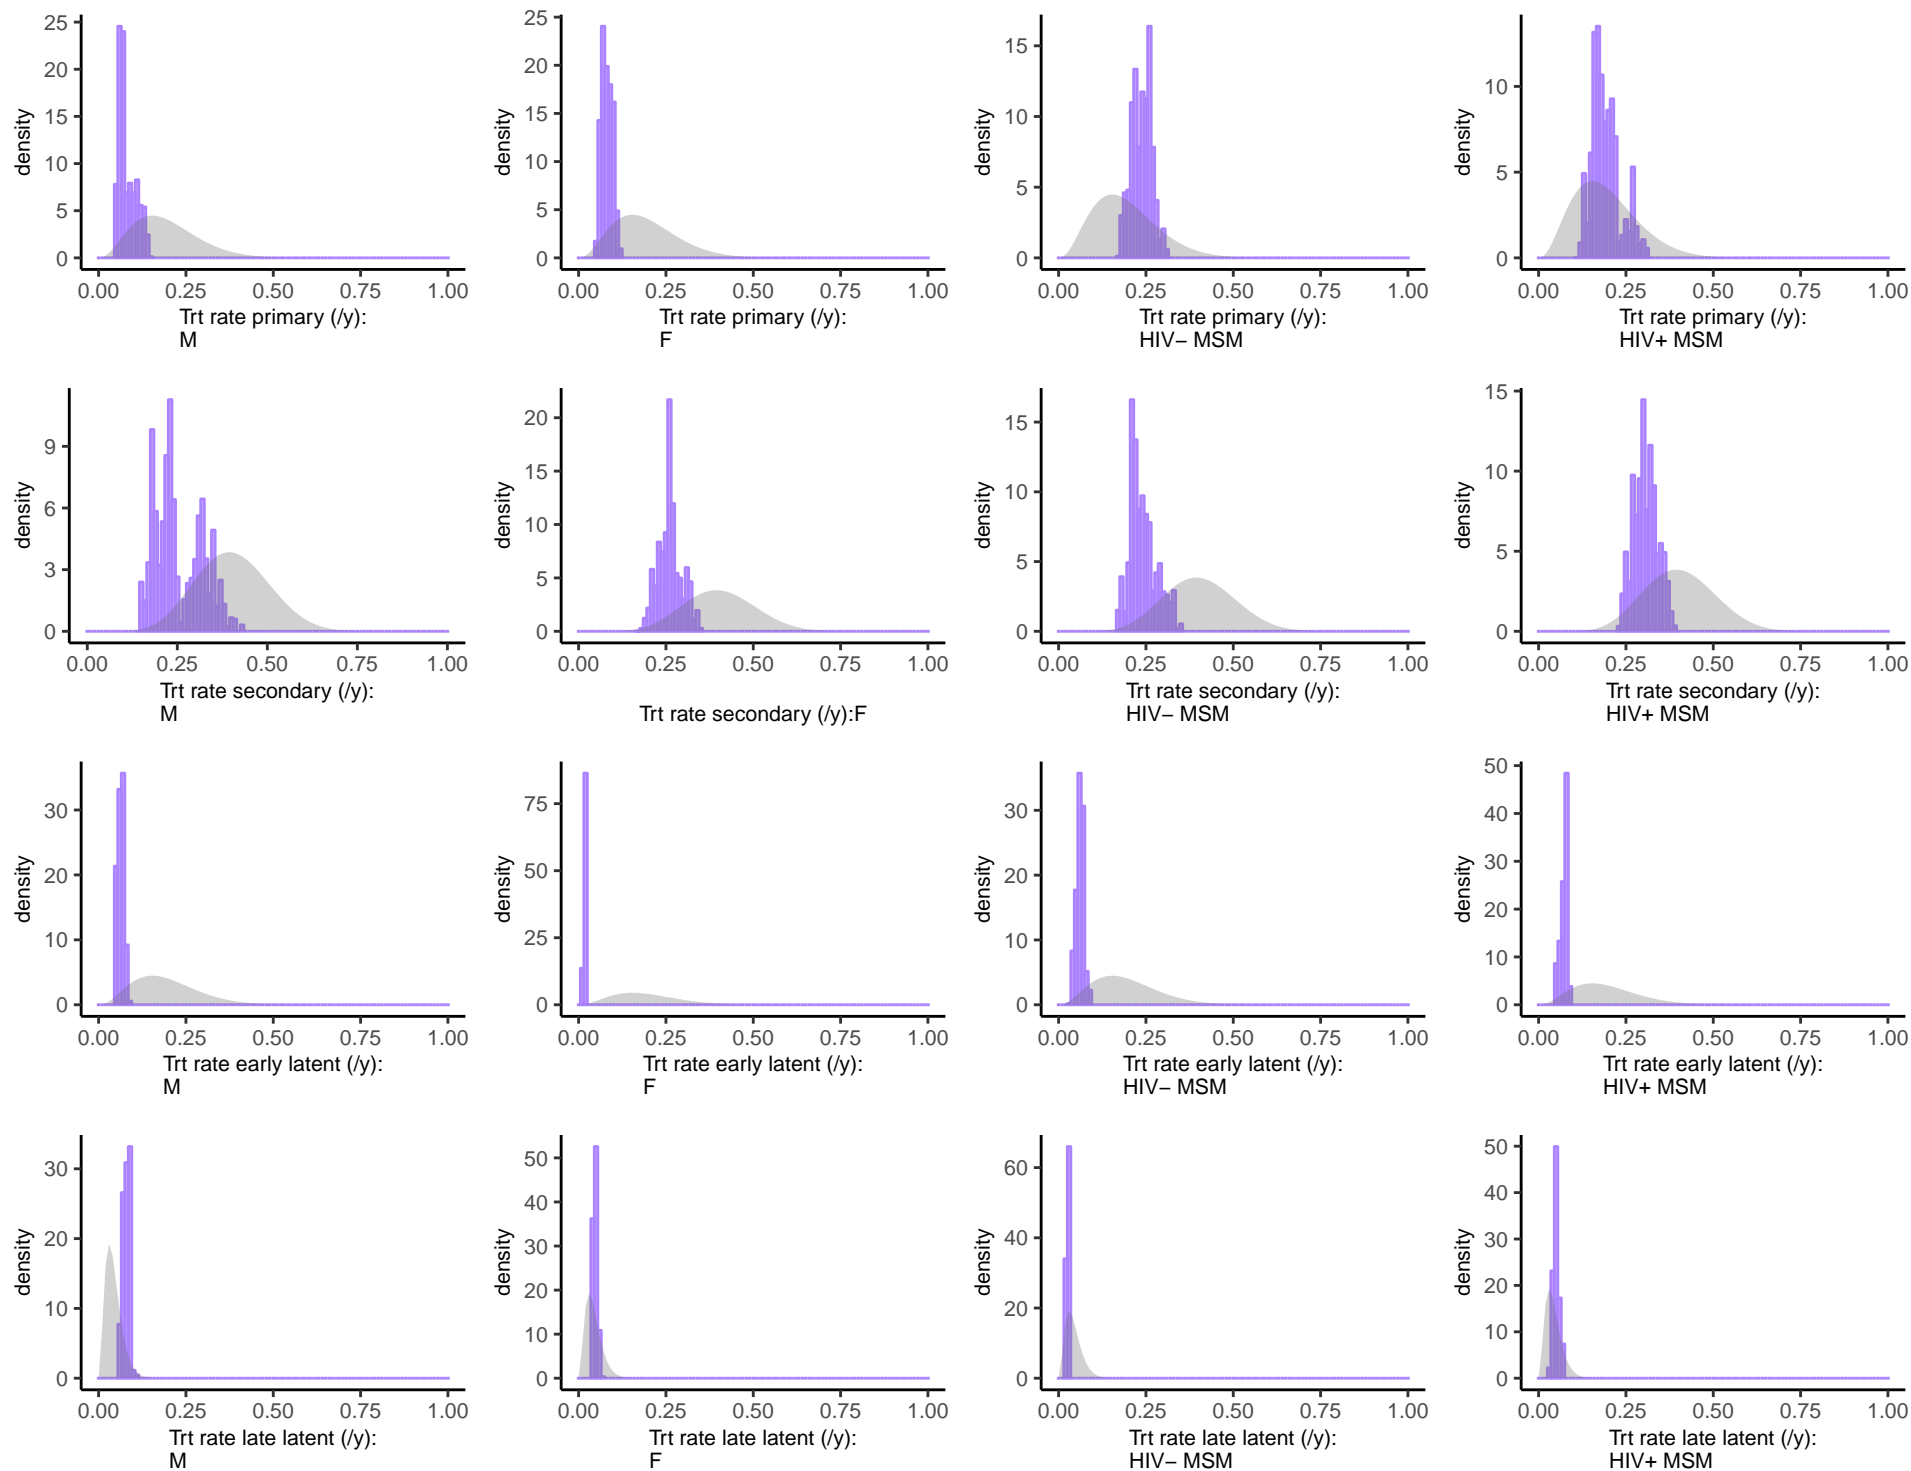 25
20
15
10
5
0
density
0.00 0.25 0.50 0.75 1.00
Trt rate primary (/y):
M
25
20
15
10
5
0
density
0.00 0.25 0.50 0.75 1.00
Trt rate primary (/y):
F
15
10
5
0
density
0.00 0.25 0.50 0.75 1.00
Trt rate primary (/y):
HIV− MSM
10
5
0
density
0.00 0.25 0.50 0.75 1.00
Trt rate primary (/y):
HIV+ MSM
9
6
3
0
density
0.00 0.25 0.50 0.75 1.00
Trt rate secondary (/y):
M
20
15
10
5
0
density
0.00 0.25 0.50 0.75 1.00
Trt rate secondary (/y):F
15
10
5
0
density
0.00 0.25 0.50 0.75 1.00
Trt rate secondary (/y):
HIV− MSM
15
10
5
0
density
0.00 0.25 0.50 0.75 1.00
Trt rate secondary (/y):
HIV+ MSM
30
20
10
0
density
0.00 0.25 0.50 0.75 1.00
Trt rate early latent (/y):
M
75
50
25
0
density
0.00 0.25 0.50 0.75 1.00
Trt rate early latent (/y):
F
30
20
10
0
density
0.00 0.25 0.50 0.75 1.00
Trt rate early latent (/y):
HIV− MSM
50
40
30
20
10
0
density
0.00 0.25 0.50 0.75 1.00
Trt rate early latent (/y):
HIV+ MSM
30
20
10
0
density
0.00 0.25 0.50 0.75 1.00
Trt rate late latent (/y):
M
50
40
30
20
10
0
density
0.00 0.25 0.50 0.75 1.00
Trt rate late latent (/y):
F
60
40
20
0
density
0.00 0.25 0.50 0.75 1.00
Trt rate late latent (/y):
HIV− MSM
50
40
30
20
10
0
density
0.00 0.25 0.50 0.75 1.00
Trt rate late latent (/y):
HIV+ MSM